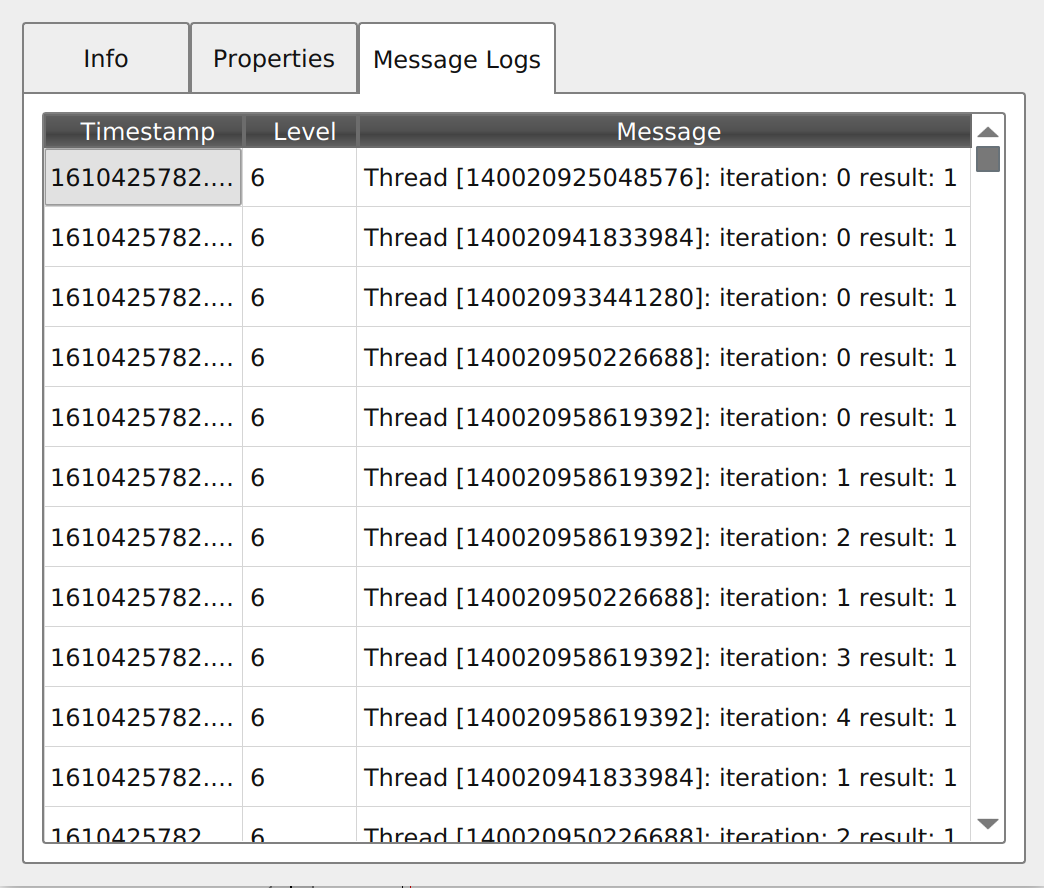 Info Properties Message Logs
Timestamp Level Message
1610425782.... 6 Thread [140020925048576]: iteration: 0 result: 1
1610425782.... 6 Thread [140020941833984]: iteration: 0 result: 1
1610425782.... 6 Thread [140020933441280]: iteration: 0 result: 1
1610425782.... 6 Thread [140020950226688]: iteration: 0 result: 1
1610425782.... 6 Thread [140020958619392]: iteration: 0 result: 1
1610425782.... 6 Thread [140020958619392]: iteration: 1 result: 1
1610425782.... 6 Thread [140020958619392]: iteration: 2 result: 1
1610425782.... 6 Thread [140020950226688]: iteration: 1 result: 1
1610425782.... 6 Thread [140020958619392]: iteration: 3 result: 1
1610425782.... 6 Thread [140020958619392]: iteration: 4 result: 1
1610425782.... 6 Thread [140020941833984]: iteration: 1 result: 1
1610425782.... 6 Thread [140020950226688]: iteration: 2 result: 1